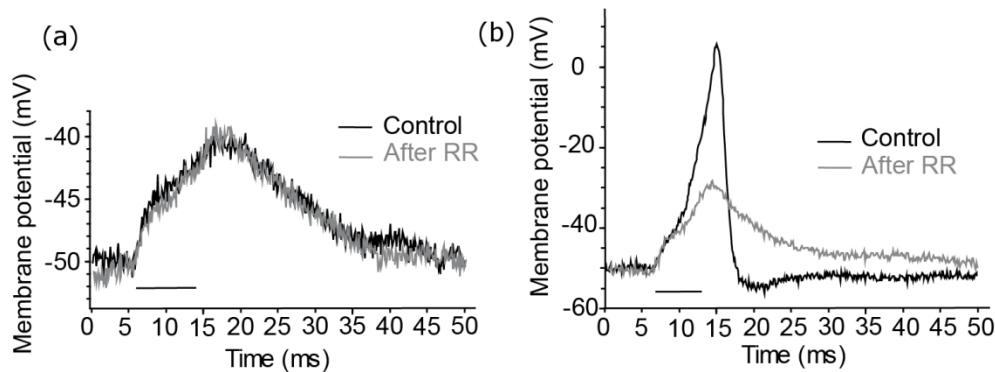 (a)
Membrane potential (mV)
-40
-45
-50
Control
After RR
0 5 10 15 20 25 30 35 40 45 50
Time (ms)
(b)
Membrane potential (mV)
0
-20
-40
-60
Control
After RR
0 5 10 15 20 25 30 35 40 45 50
Time (ms)